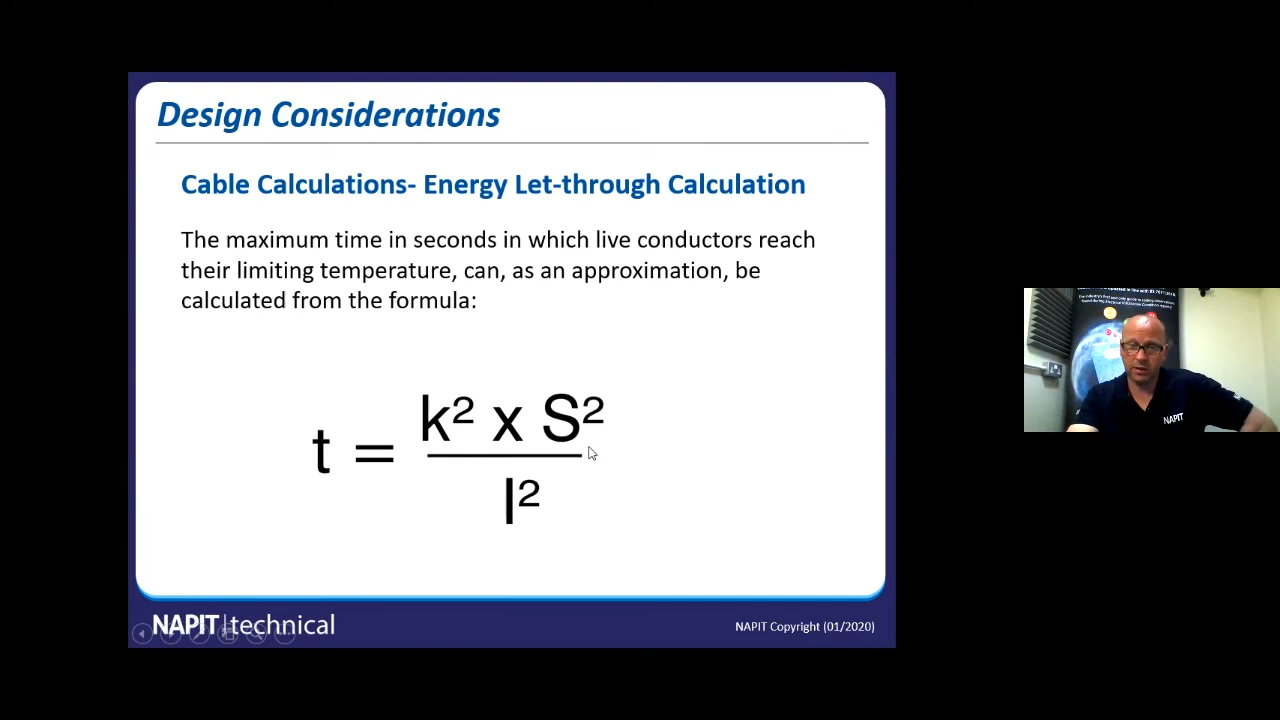 Design Considerations
Cable Calculations- Energy Let-through Calculation
The maximum time in seconds in which live conductors reach
their limiting temperature, can, as an approximation, be
calculated from the formula:
t = k² x S²
I²
NAPIT|technical
NAPIT Copyright (01/2020)
NAPIT